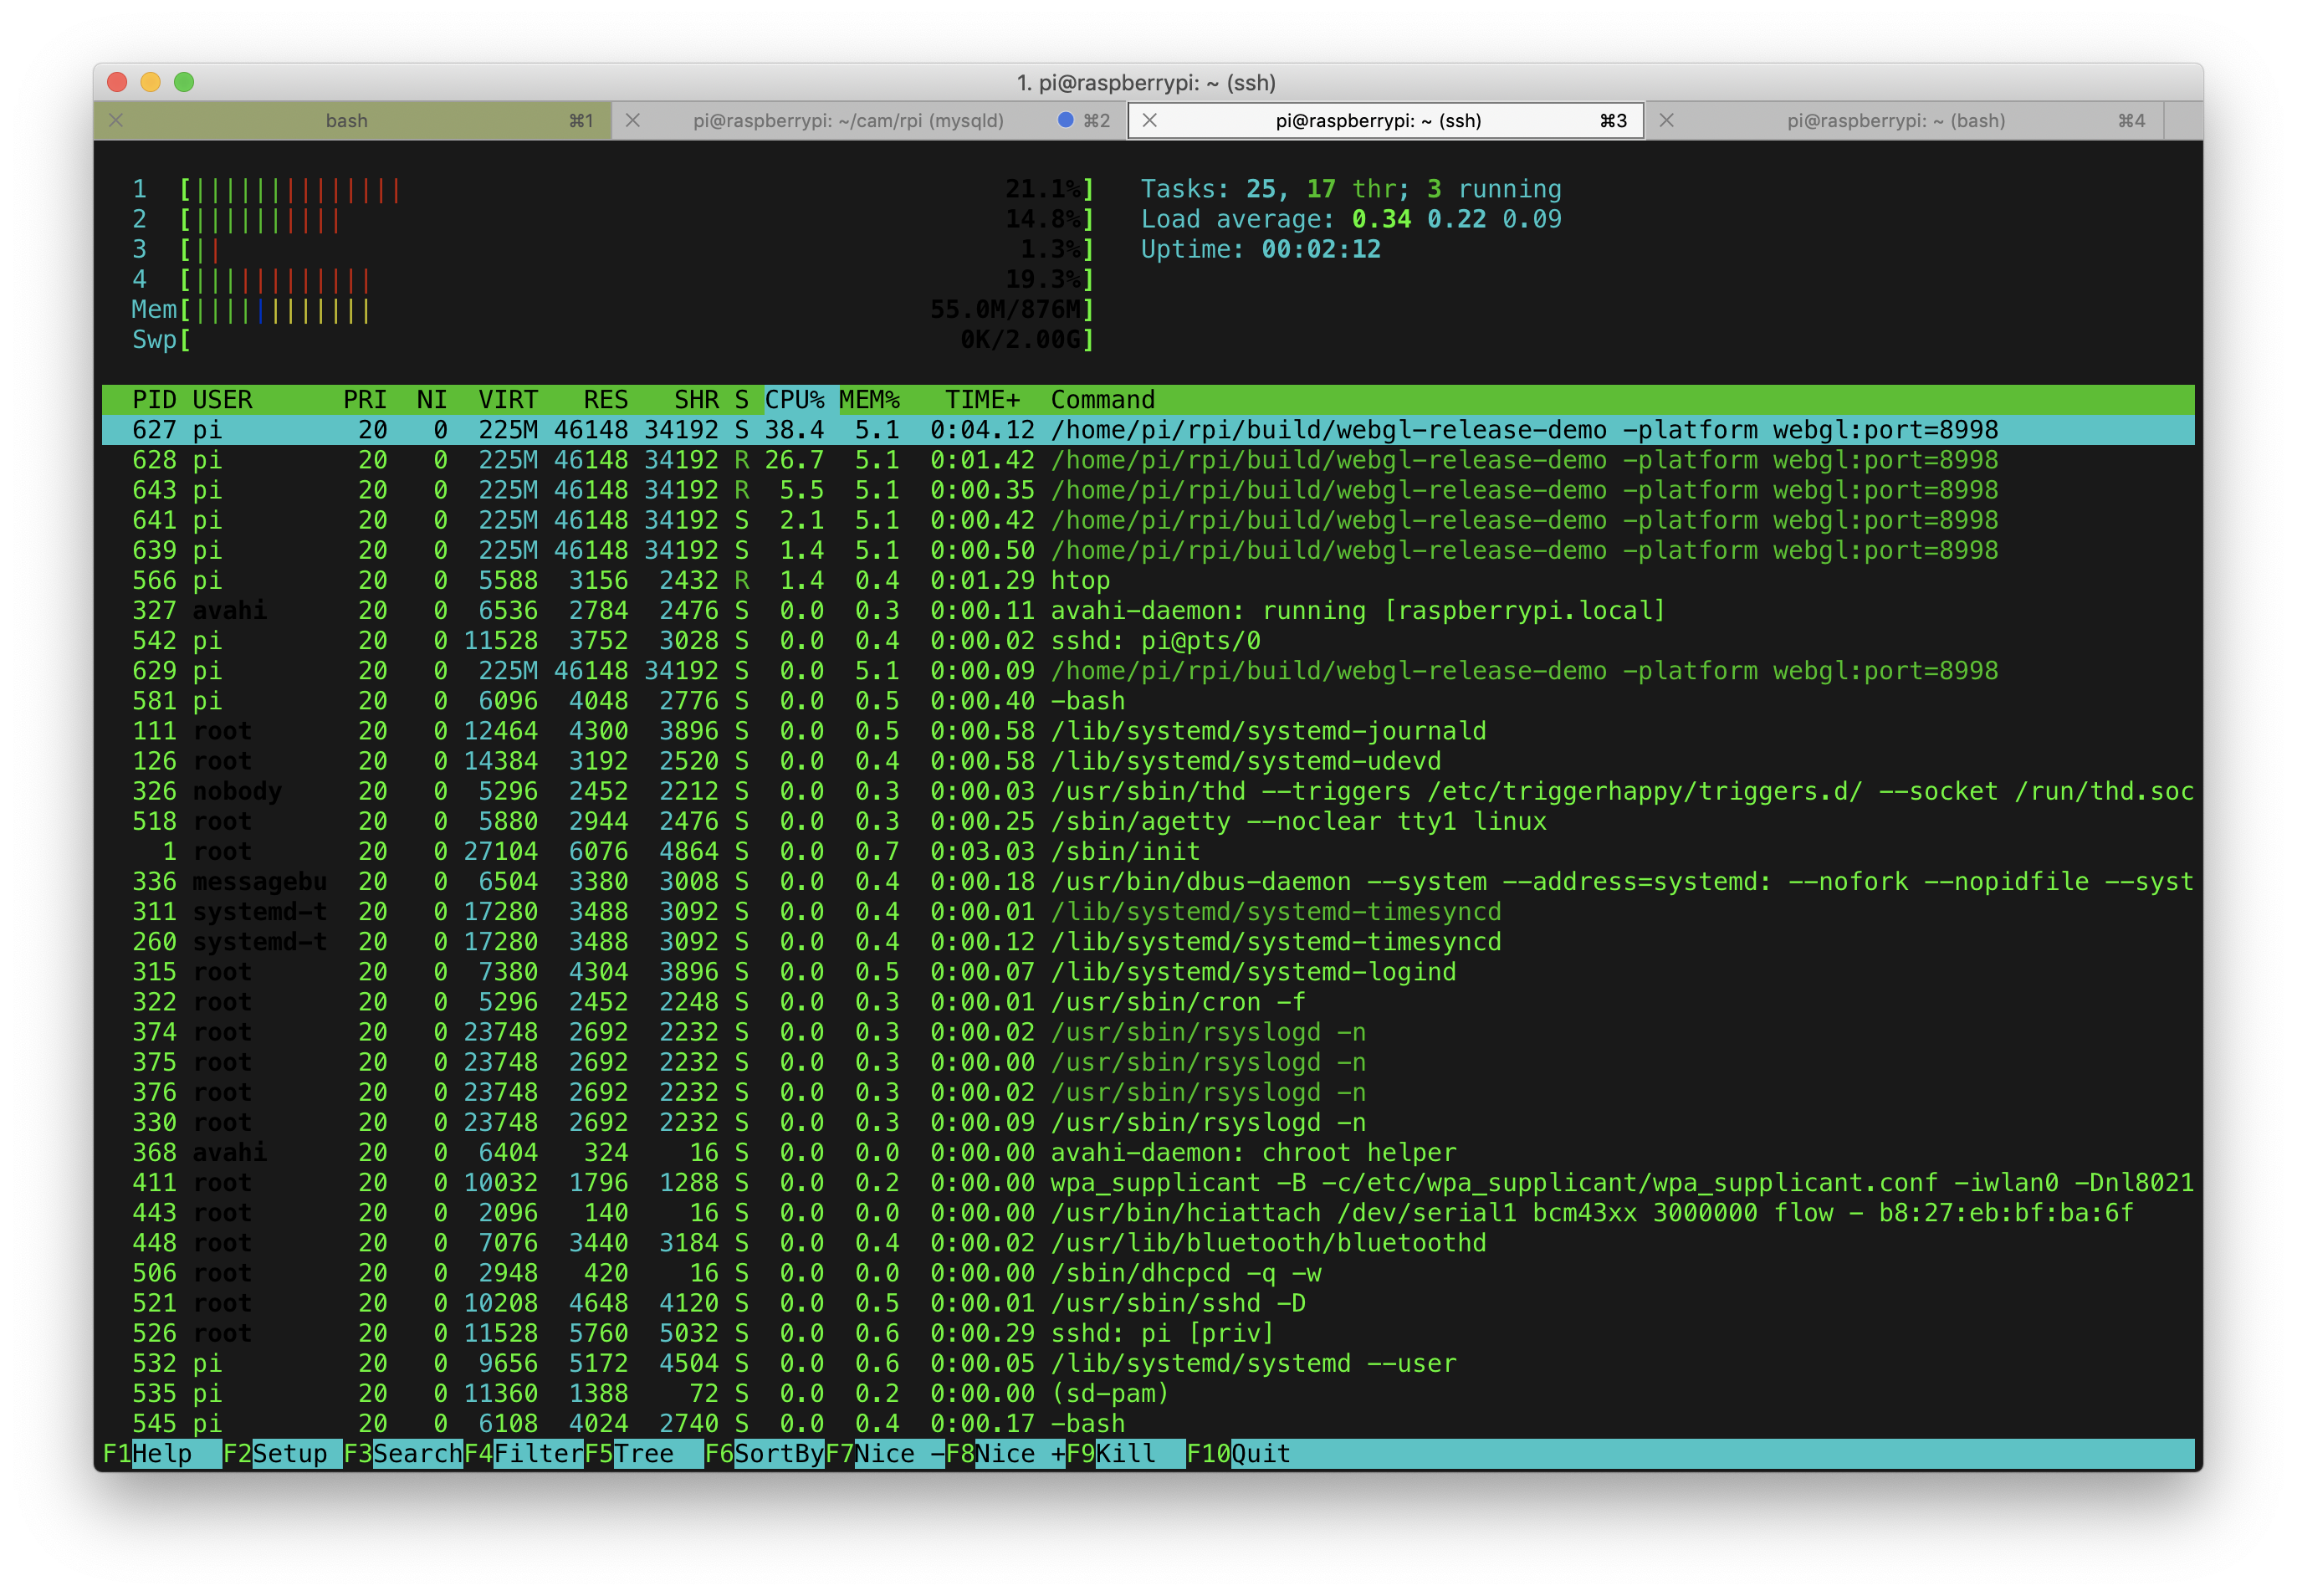 1. pi@raspberrypi: ~ (ssh)
bash ⌘1 pi@raspberrypi: ~/cam/rpi (mysqld) ⌘2 pi@raspberrypi: ~ (ssh) ⌘3 pi@raspberrypi: ~ (bash) ⌘4
1 [|||||||||||||| 21.1%] Tasks: 25, 17 thr; 3 running
2 [|||||||||| 14.8%] Load average: 0.34 0.22 0.09
3 [|| 1.3%] Uptime: 00:02:12
4 [|||||||||||| 19.3%]
Mem[|||||||||||| 55.0M/876M]
Swp[ 0K/2.00G]
PID USER PRI NI VIRT RES SHR S CPU% MEM% TIME+ Command
627 pi 20 0 225M 46148 34192 S 38.4 5.1 0:04.12 /home/pi/rpi/build/webgl-release-demo -platform webgl:port=8998
628 pi 20 0 225M 46148 34192 R 26.7 5.1 0:01.42 /home/pi/rpi/build/webgl-release-demo -platform webgl:port=8998
643 pi 20 0 225M 46148 34192 R 5.5 5.1 0:00.35 /home/pi/rpi/build/webgl-release-demo -platform webgl:port=8998
641 pi 20 0 225M 46148 34192 S 2.1 5.1 0:00.42 /home/pi/rpi/build/webgl-release-demo -platform webgl:port=8998
639 pi 20 0 225M 46148 34192 S 1.4 5.1 0:00.50 /home/pi/rpi/build/webgl-release-demo -platform webgl:port=8998
566 pi 20 0 5588 3156 2432 R 1.4 0.4 0:01.29 htop
327 avahi 20 0 6536 2784 2476 S 0.0 0.3 0:00.11 avahi-daemon: running [raspberrypi.local]
542 pi 20 0 11528 3752 3028 S 0.0 0.4 0:00.02 sshd: pi@pts/0
629 pi 20 0 225M 46148 34192 S 0.0 5.1 0:00.09 /home/pi/rpi/build/webgl-release-demo -platform webgl:port=8998
581 pi 20 0 6096 4048 2776 S 0.0 0.5 0:00.40 -bash
111 root 20 0 12464 4300 3896 S 0.0 0.5 0:00.58 /lib/systemd/systemd-journald
126 root 20 0 14384 3192 2520 S 0.0 0.4 0:00.58 /lib/systemd/systemd-udevd
326 nobody 20 0 5296 2452 2212 S 0.0 0.3 0:00.03 /usr/sbin/thd --triggers /etc/triggerhappy/triggers.d/ --socket /run/thd.soc
518 root 20 0 5880 2944 2476 S 0.0 0.3 0:00.25 /sbin/agetty --noclear tty1 linux
1 root 20 0 27104 6076 4864 S 0.0 0.7 0:03.03 /sbin/init
336 messagebu 20 0 6504 3380 3008 S 0.0 0.4 0:00.18 /usr/bin/dbus-daemon --system --address=systemd: --nofork --nopidfile --syst
311 systemd-t 20 0 17280 3488 3092 S 0.0 0.4 0:00.01 /lib/systemd/systemd-timesyncd
260 systemd-t 20 0 17280 3488 3092 S 0.0 0.4 0:00.12 /lib/systemd/systemd-timesyncd
315 root 20 0 7380 4304 3896 S 0.0 0.5 0:00.07 /lib/systemd/systemd-logind
322 root 20 0 5296 2452 2248 S 0.0 0.3 0:00.01 /usr/sbin/cron -f
374 root 20 0 23748 2692 2232 S 0.0 0.3 0:00.02 /usr/sbin/rsyslogd -n
375 root 20 0 23748 2692 2232 S 0.0 0.3 0:00.00 /usr/sbin/rsyslogd -n
376 root 20 0 23748 2692 2232 S 0.0 0.3 0:00.02 /usr/sbin/rsyslogd -n
330 root 20 0 23748 2692 2232 S 0.0 0.3 0:00.09 /usr/sbin/rsyslogd -n
368 avahi 20 0 6404 324 16 S 0.0 0.0 0:00.00 avahi-daemon: chroot helper
411 root 20 0 10032 1796 1288 S 0.0 0.2 0:00.00 wpa_supplicant -B -c/etc/wpa_supplicant/wpa_supplicant.conf -iwlan0 -Dnl8021
443 root 20 0 2096 140 16 S 0.0 0.0 0:00.00 /usr/bin/hciattach /dev/serial1 bcm43xx 3000000 flow - b8:27:eb:bf:ba:6f
448 root 20 0 7076 3440 3184 S 0.0 0.4 0:00.02 /usr/lib/bluetooth/bluetoothd
506 root 20 0 2948 420 16 S 0.0 0.0 0:00.00 /sbin/dhcpcd -q -w
521 root 20 0 10208 4648 4120 S 0.0 0.5 0:00.01 /usr/sbin/sshd -D
526 root 20 0 11528 5760 5032 S 0.0 0.6 0:00.29 sshd: pi [priv]
532 pi 20 0 9656 5172 4504 S 0.0 0.6 0:00.05 /lib/systemd/systemd --user
535 pi 20 0 11360 1388 72 S 0.0 0.2 0:00.00 (sd-pam)
545 pi 20 0 6108 4024 2740 S 0.0 0.4 0:00.17 -bash
F1Help F2Setup F3SearchF4FilterF5Tree F6SortByF7Nice -F8Nice +F9Kill F10Quit